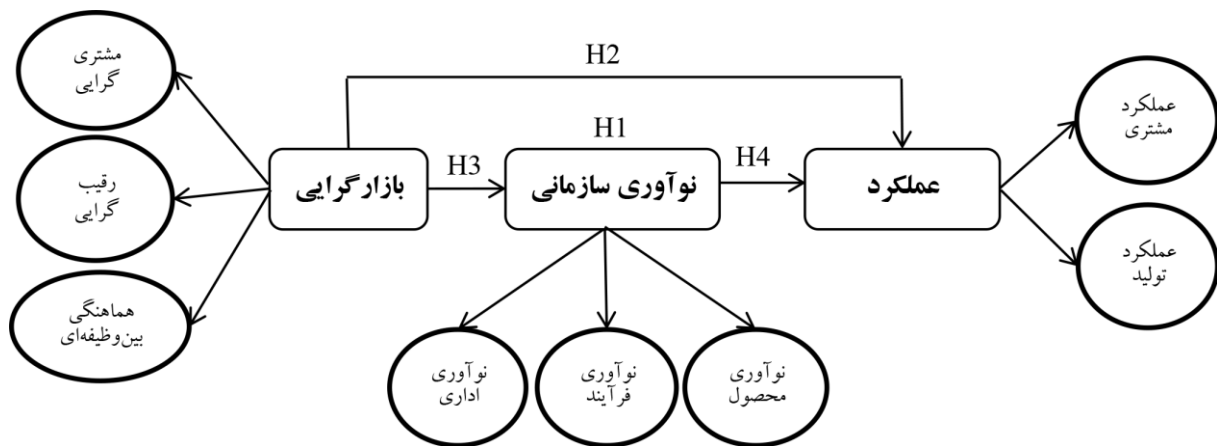 مشتری
گرایی
رقیب
گرایی
هماهنگی
بین‌وظیفه‌ای
بازارگرایی
H3
H2
H1
نوآوری سازمانی
H4
عملکرد
عملکرد
مشتری
عملکرد
تولید
نوآوری
اداری
نوآوری
فرآیند
نوآوری
محصول